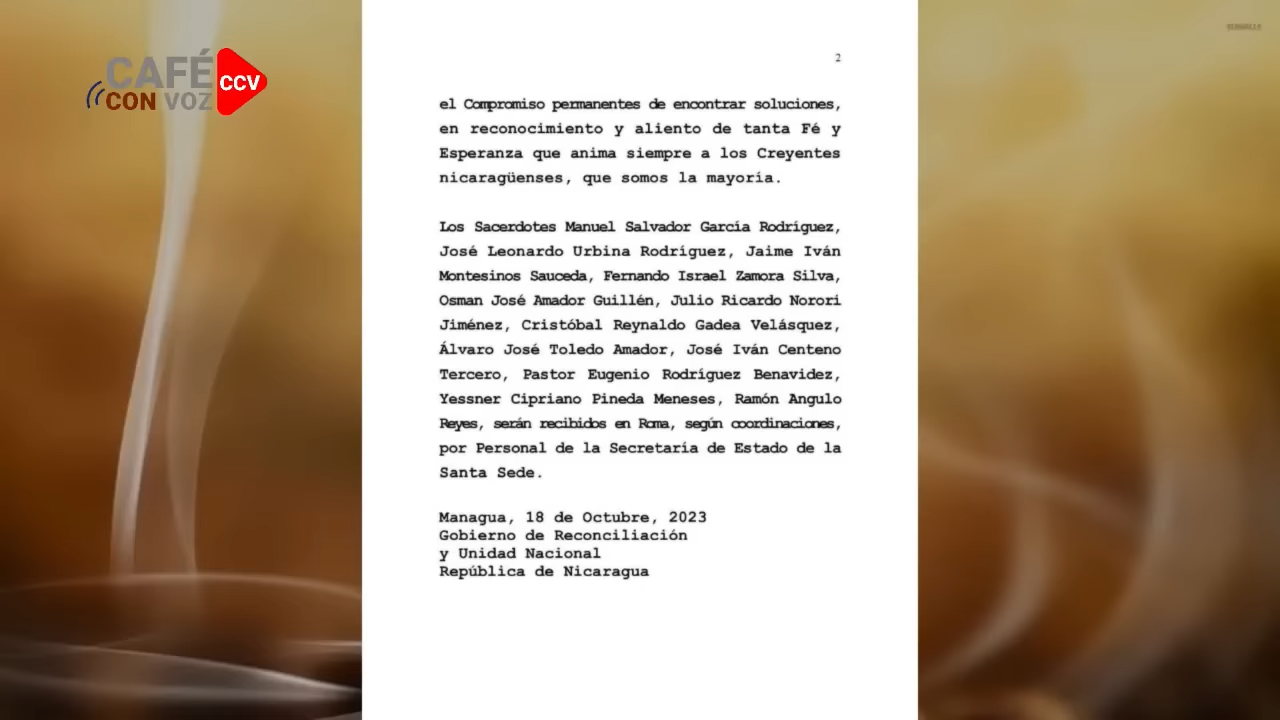 CAFÉ
CON VOZ
CCV
2
el Compromiso permanentes de encontrar soluciones,
en reconocimiento y aliento de tanta Fé y
Esperanza que anima siempre a los Creyentes
nicaragüenses, que somos la mayoría.
Los Sacerdotes Manuel Salvador García Rodríguez,
José Leonardo Urbina Rodríguez, Jaime Iván
Montesinos Sauceda, Fernando Israel Zamora Silva,
Osman José Amador Guillén, Julio Ricardo Norori
Jiménez, Cristóbal Reynaldo Gadea Velásquez,
Álvaro José Toledo Amador, José Iván Centeno
Tercero, Pastor Eugenio Rodríguez Benavidez,
Yessner Cipriano Pineda Meneses, Ramón Angulo
Reyes, serán recibidos en Roma, según coordinaciones,
por Personal de la Secretaría de Estado de la
Santa Sede.
Managua, 18 de Octubre, 2023
Gobierno de Reconciliación
y Unidad Nacional
República de Nicaragua